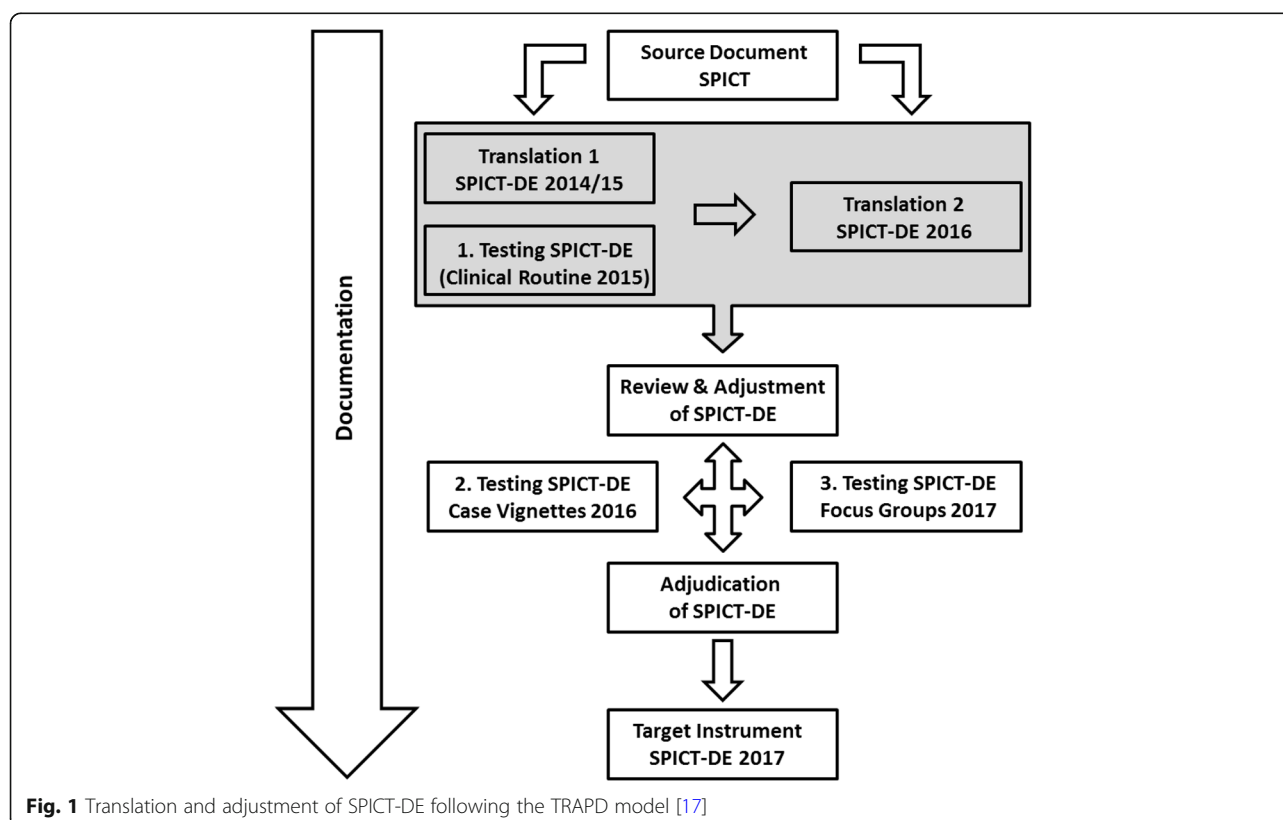 Source Document
SPICT
Translation 1
SPICT-DE 2014/15
Translation 2
SPICT-DE 2016
1. Testing SPICT-DE
(Clinical Routine 2015)
Documentation
Review & Adjustment
of SPICT-DE
2. Testing SPICT-DE
Case Vignettes 2016
3. Testing SPICT-DE
Focus Groups 2017
Adjudication
of SPICT-DE
Target Instrument
SPICT-DE 2017
Fig. 1 Translation and adjustment of SPICT-DE following the TRAPD model [17]